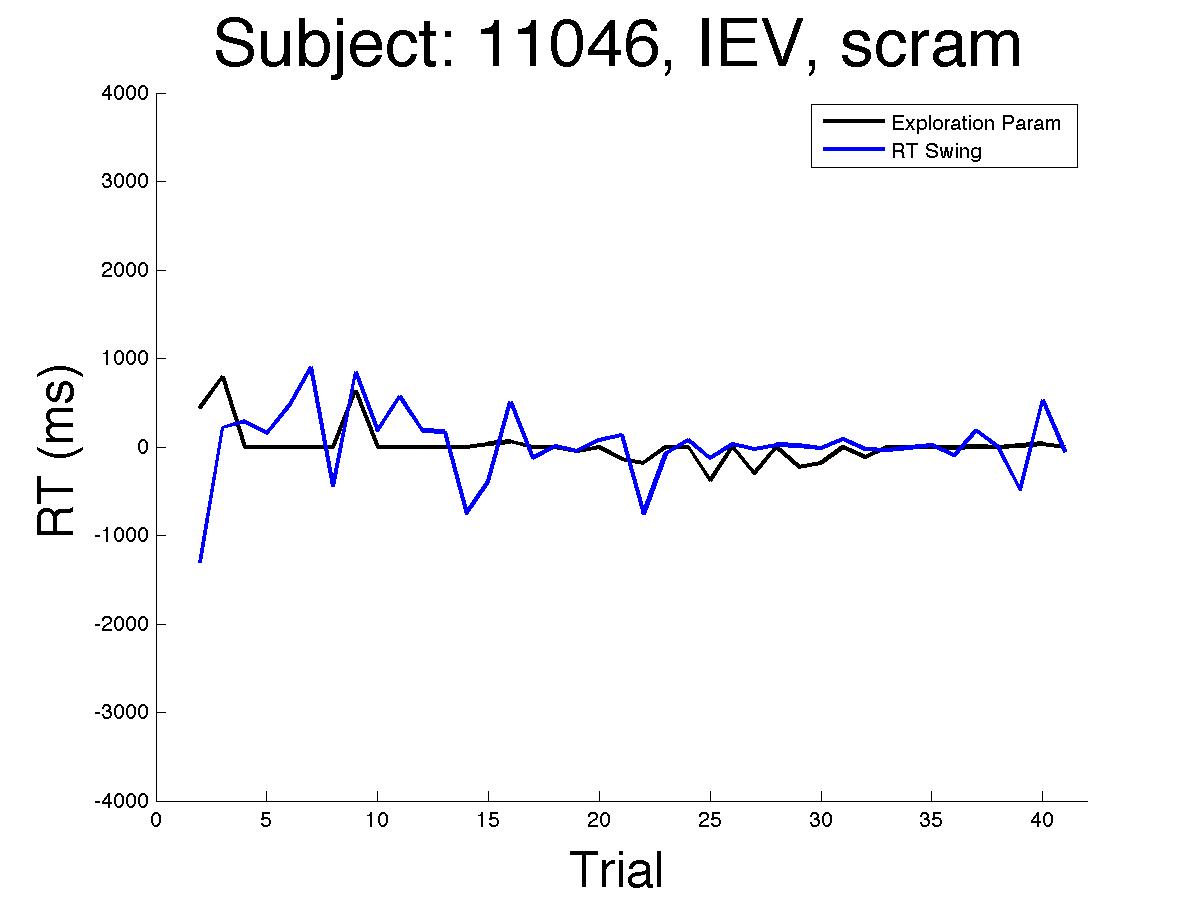 Subject: 11046, IEV, scram
Exploration Param
RT Swing
RT (ms)
4000
3000
2000
1000
0
-1000
-2000
-3000
-4000
0 5 10 15 20 25 30 35 40
Trial